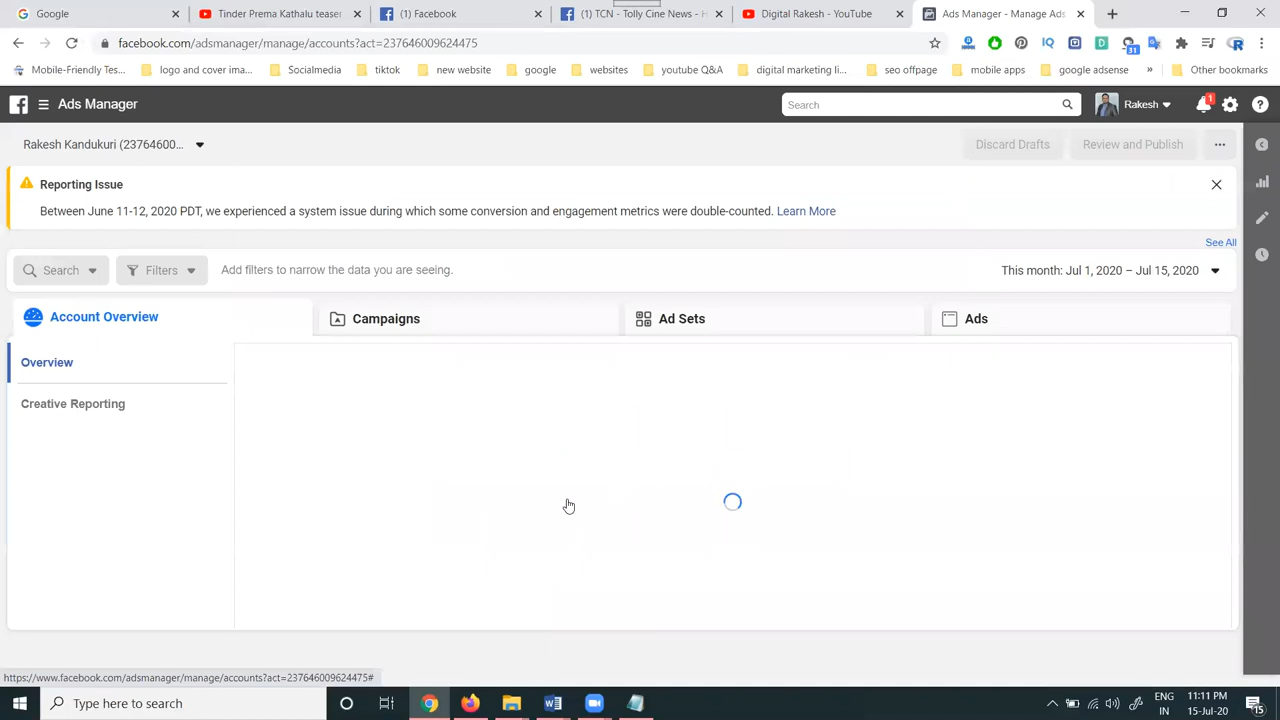 Google
Tinder Prema Kathalu teaser
(1) Facebook
(1) TCN - Tolly Cine News - H
Digital Rakesh - YouTube
Ads Manager - Manage Ads
facebook.com/adsmanager/manage/accounts?act=237646009624475
31
Mobile-Friendly Tes...
logo and cover ima...
Socialmedia
tiktok
new website
google
websites
youtube Q&A
digital marketing li...
seo offpage
mobile apps
google adsense
»
Other bookmarks
Ads Manager
Search
Rakesh
1
Rakesh Kandukuri (23764600...
Discard Drafts
Review and Publish
Reporting Issue
Between June 11-12, 2020 PDT, we experienced a system issue during which some conversion and engagement metrics were double-counted. Learn More
See All
Search
Filters
Add filters to narrow the data you are seeing.
This month: Jul 1, 2020 – Jul 15, 2020
Account Overview
Campaigns
Ad Sets
Ads
Overview
Creative Reporting
https://www.facebook.com/adsmanager/manage/accounts?act=237646009624475#
Type here to search
ENG
IN
11:11 PM
15-Jul-20
15